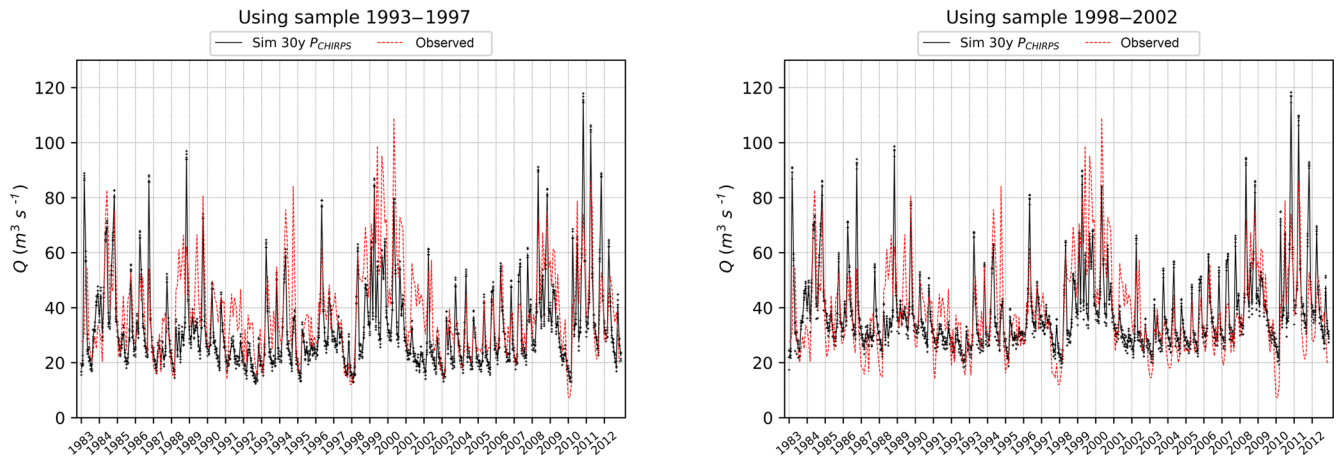 Using sample 1993−1997
Sim 30y P_CHIRPS Observed
Q (m³ s⁻¹)
120
100
80
60
40
20
0
1983 1984 1985 1986 1987 1988 1989 1990 1991 1992 1993 1994 1995 1996 1997 1998 1999 2000 2001 2002 2003 2004 2005 2006 2007 2008 2009 2010 2011 2012
Using sample 1998−2002
Sim 30y P_CHIRPS Observed
Q (m³ s⁻¹)
120
100
80
60
40
20
0
1983 1984 1985 1986 1987 1988 1989 1990 1991 1992 1993 1994 1995 1996 1997 1998 1999 2000 2001 2002 2003 2004 2005 2006 2007 2008 2009 2010 2011 2012